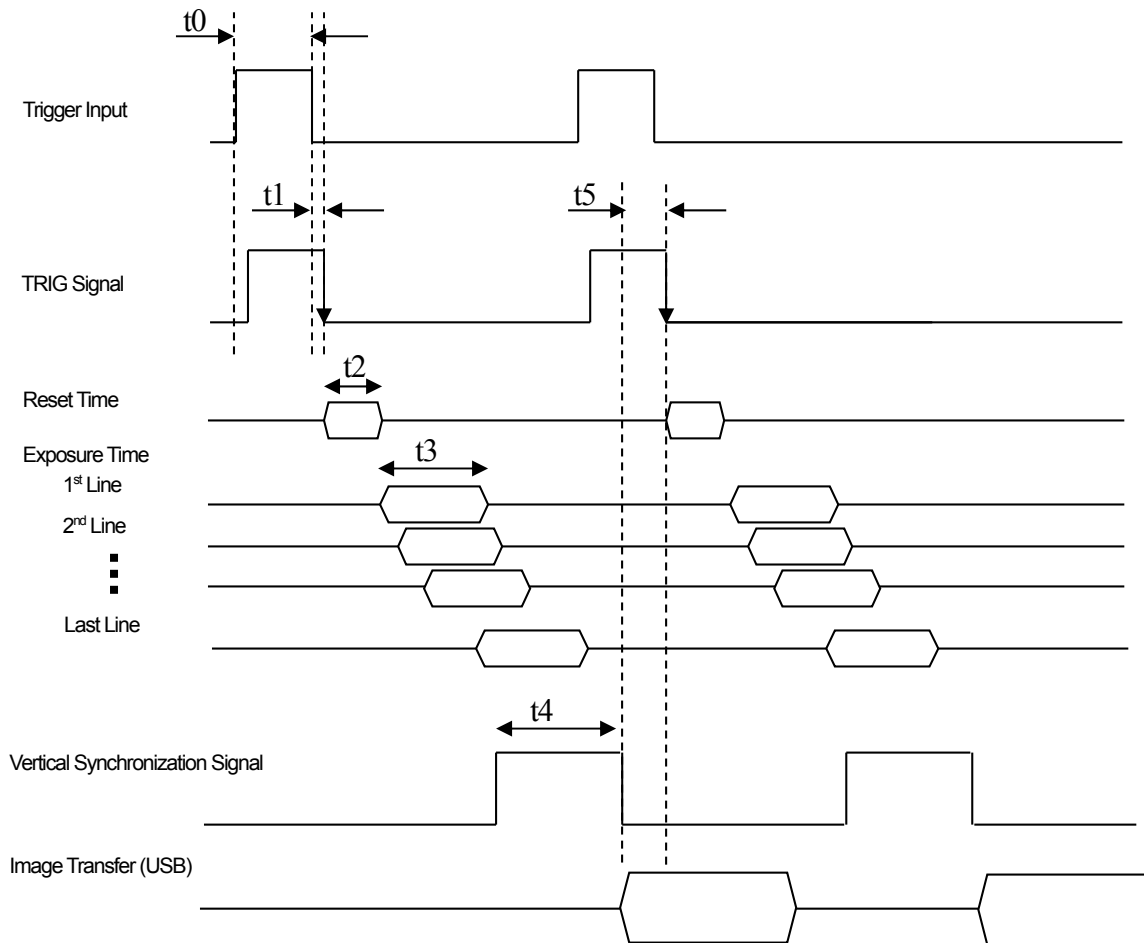 t0
Trigger Input
t1
t5
TRIG Signal
t2
Reset Time
Exposure Time
t3
1st Line
2nd Line
Last Line
t4
Vertical Synchronization Signal
Image Transfer (USB)